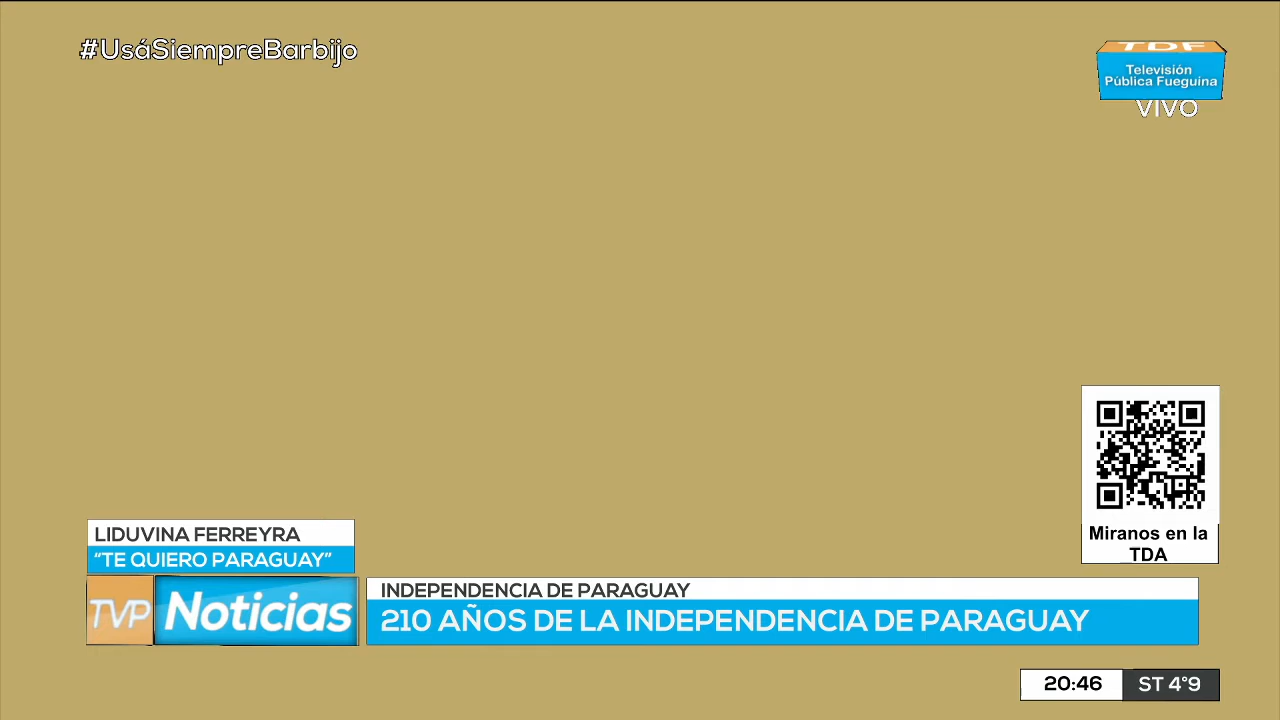 #UsáSiempreBarbijo
TDF
Televisión
Pública Fueguina
VIVO
Miranos en la
TDA
LIDUVINA FERREYRA
“TE QUIERO PARAGUAY”
TVP Noticias
INDEPENDENCIA DE PARAGUAY
210 AÑOS DE LA INDEPENDENCIA DE PARAGUAY
20:46 ST 4°9